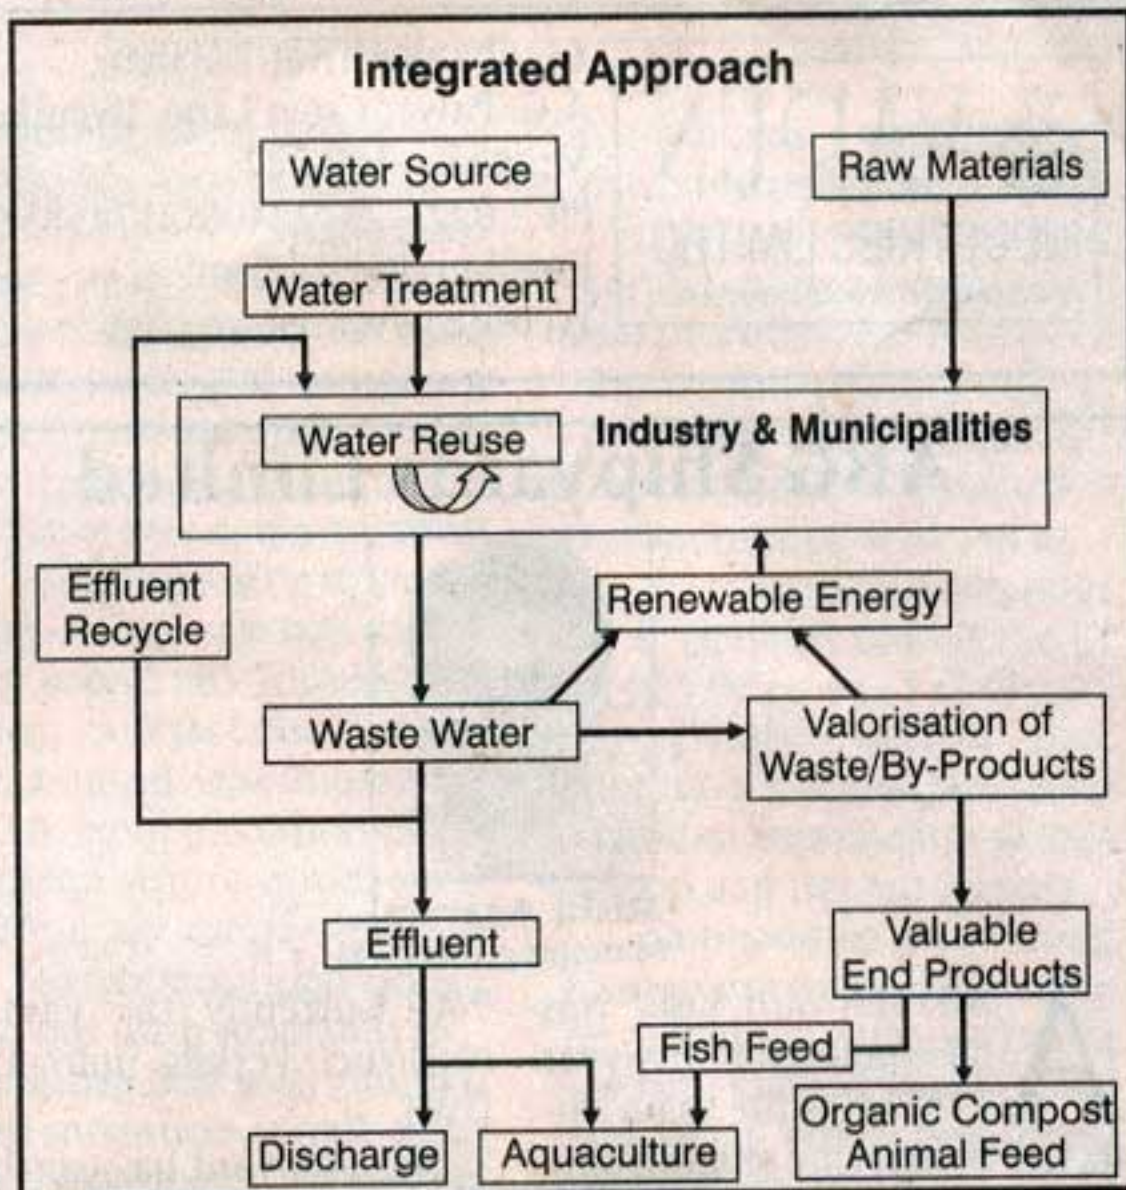 Integrated Approach
Water Source
Raw Materials
Water Treatment
Water Reuse
Industry & Municipalities
Effluent
Recycle
Renewable Energy
Waste Water
Valorisation of
Waste/By-Products
Effluent
Valuable
End Products
Fish Feed
Discharge
Aquaculture
Organic Compost
Animal Feed